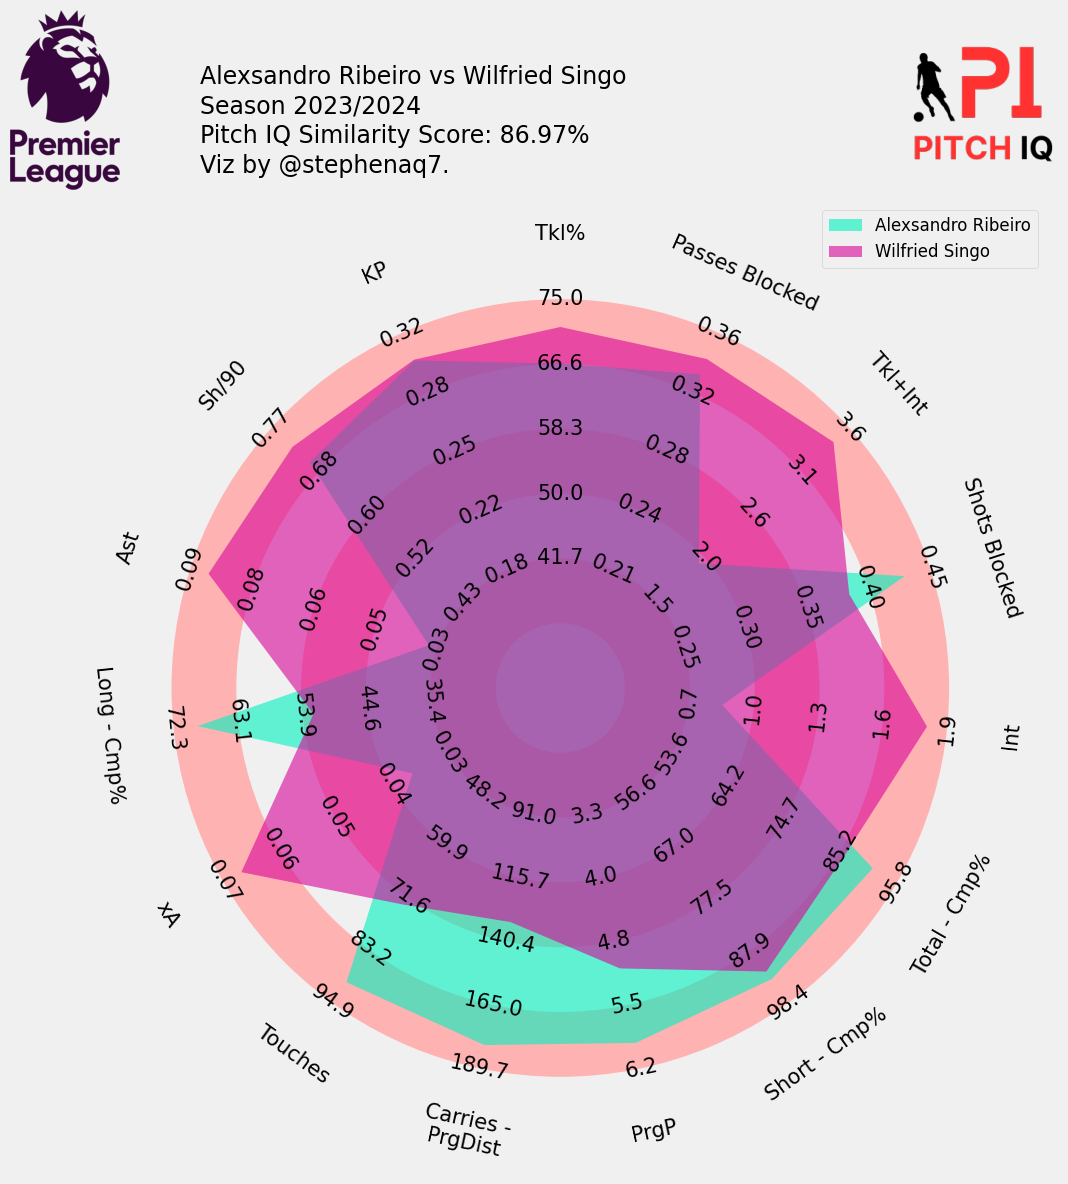 Premier
League
Alexsandro Ribeiro vs Wilfried Singo
Season 2023/2024
Pitch IQ Similarity Score: 86.97%
Viz by @stephenaq7.
PI
PITCH IQ
Alexsandro Ribeiro
Wilfried Singo
Tkl%
75.0
66.6
58.3
50.0
41.7
Passes Blocked
0.36
0.32
0.28
0.24
0.21
Tkl+Int
3.6
3.1
2.6
2.0
1.5
Shots Blocked
0.45
0.40
0.35
0.30
0.25
Int
1.9
1.6
1.3
1.0
0.7
Total - Cmp%
95.8
85.2
74.7
64.2
53.6
Short - Cmp%
98.4
87.9
77.5
67.0
56.6
PrgP
6.2
5.5
4.8
4.0
3.3
Carries -
PrgDist
189.7
165.0
140.4
115.7
91.0
Touches
94.9
83.2
71.6
59.9
48.2
xA
0.07
0.06
0.05
0.04
0.03
Long - Cmp%
72.3
63.1
53.9
44.6
35.4
Ast
0.09
0.08
0.06
0.05
0.03
Sh/90
0.77
0.68
0.60
0.52
0.43
KP
0.32
0.28
0.25
0.22
0.18